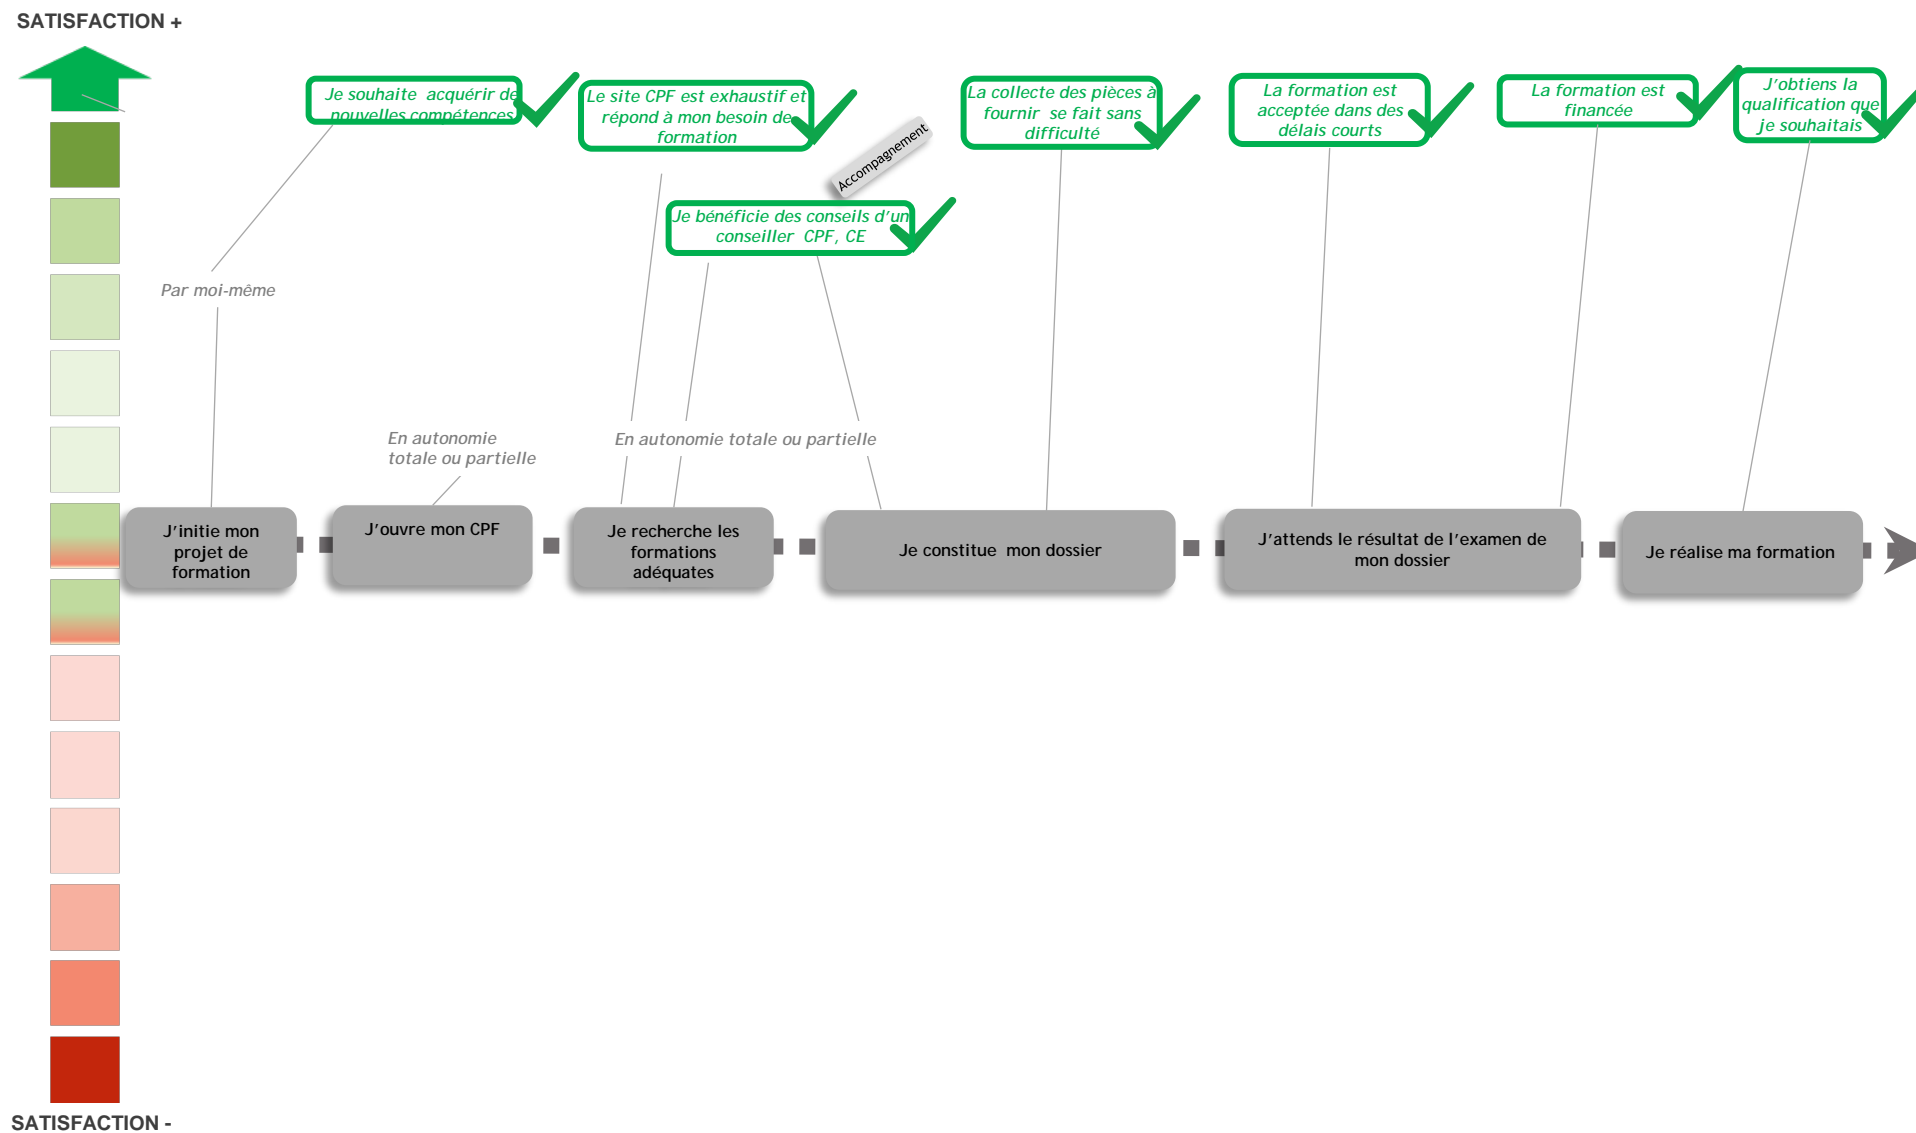 SATISFACTION +
Je souhaite acquérir de
nouvelles compétences
Le site CPF est exhaustif et
répond à mon besoin de
formation
Accompagnement
Je bénéficie des conseils d'un
conseiller CPF, CE
La collecte des pièces à
fournir se fait sans
difficulté
La formation est
acceptée dans des
délais courts
La formation est
financée
J'obtiens la
qualification que
je souhaitais
Par moi-même
En autonomie
totale ou partielle
En autonomie totale ou partielle
J'initie mon
projet de
formation
J'ouvre mon CPF
Je recherche les
formations
adéquates
Je constitue mon dossier
J'attends le résultat de l'examen de
mon dossier
Je réalise ma formation
SATISFACTION -